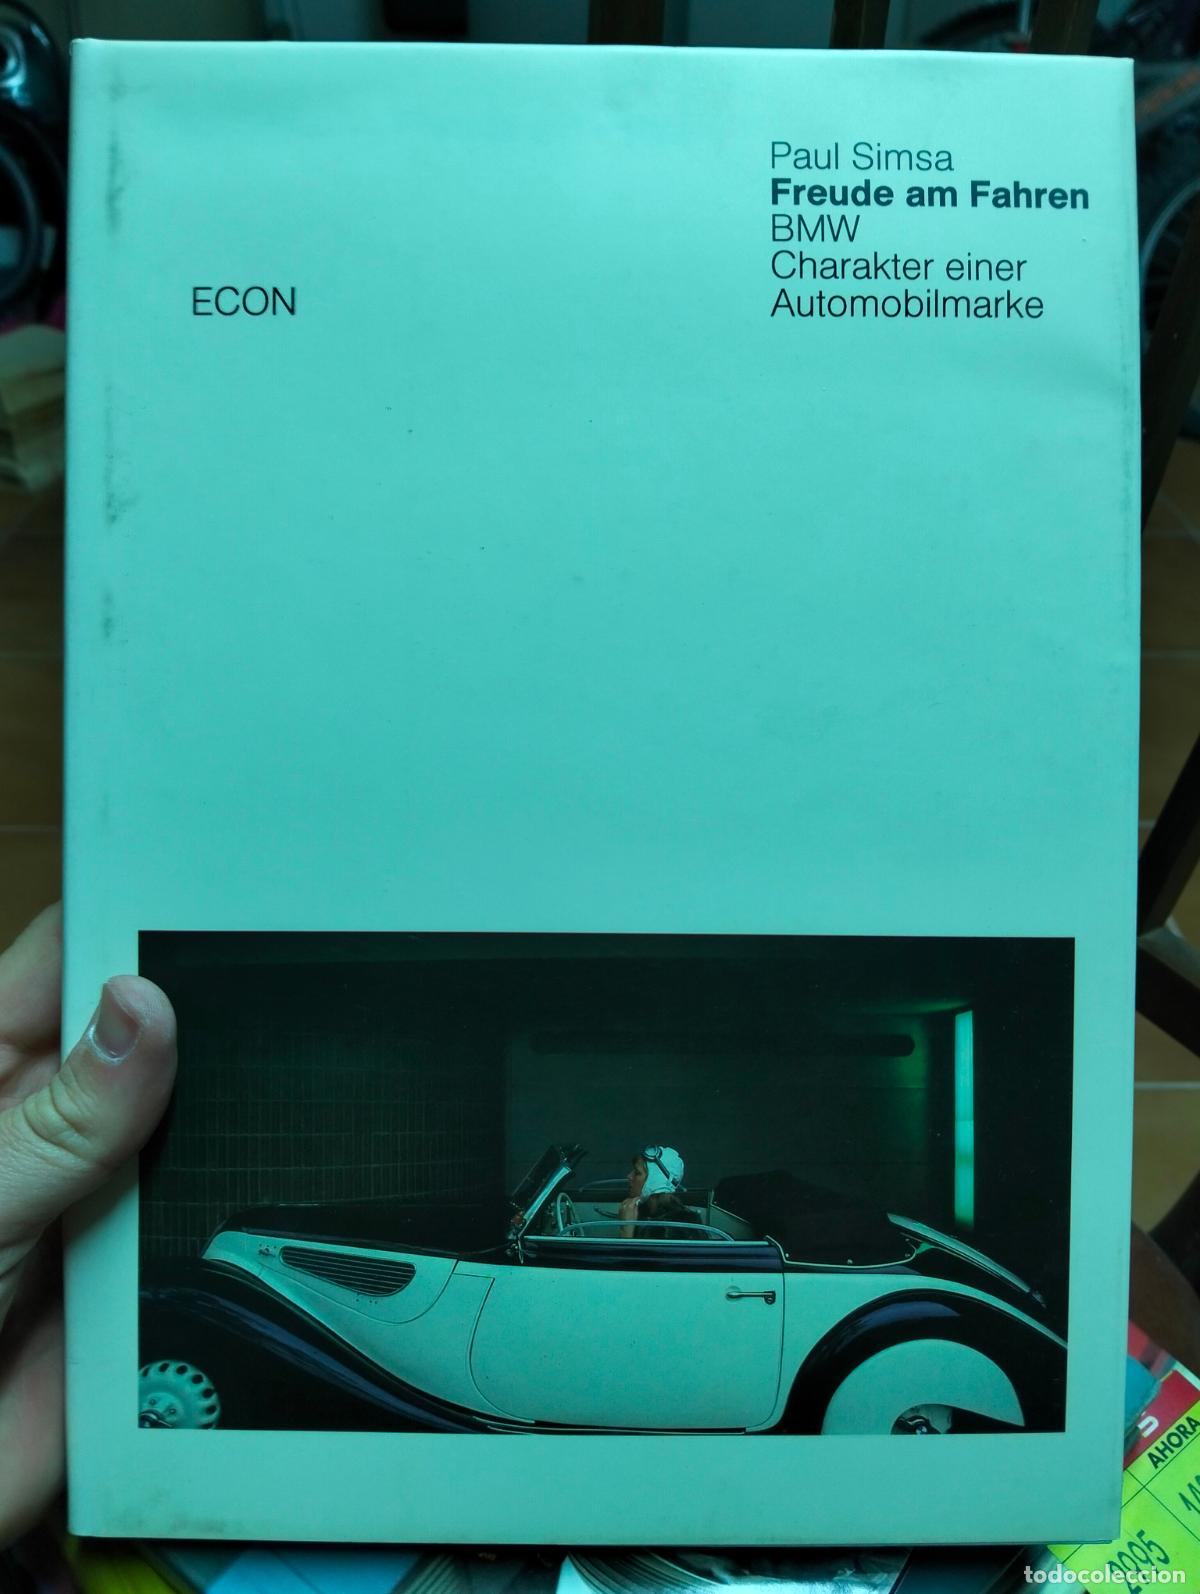 Paul Simsa
Freude am Fahren
BMW
Charakter einer
Automobilmarke
ECON
AHORA
todocoleccion